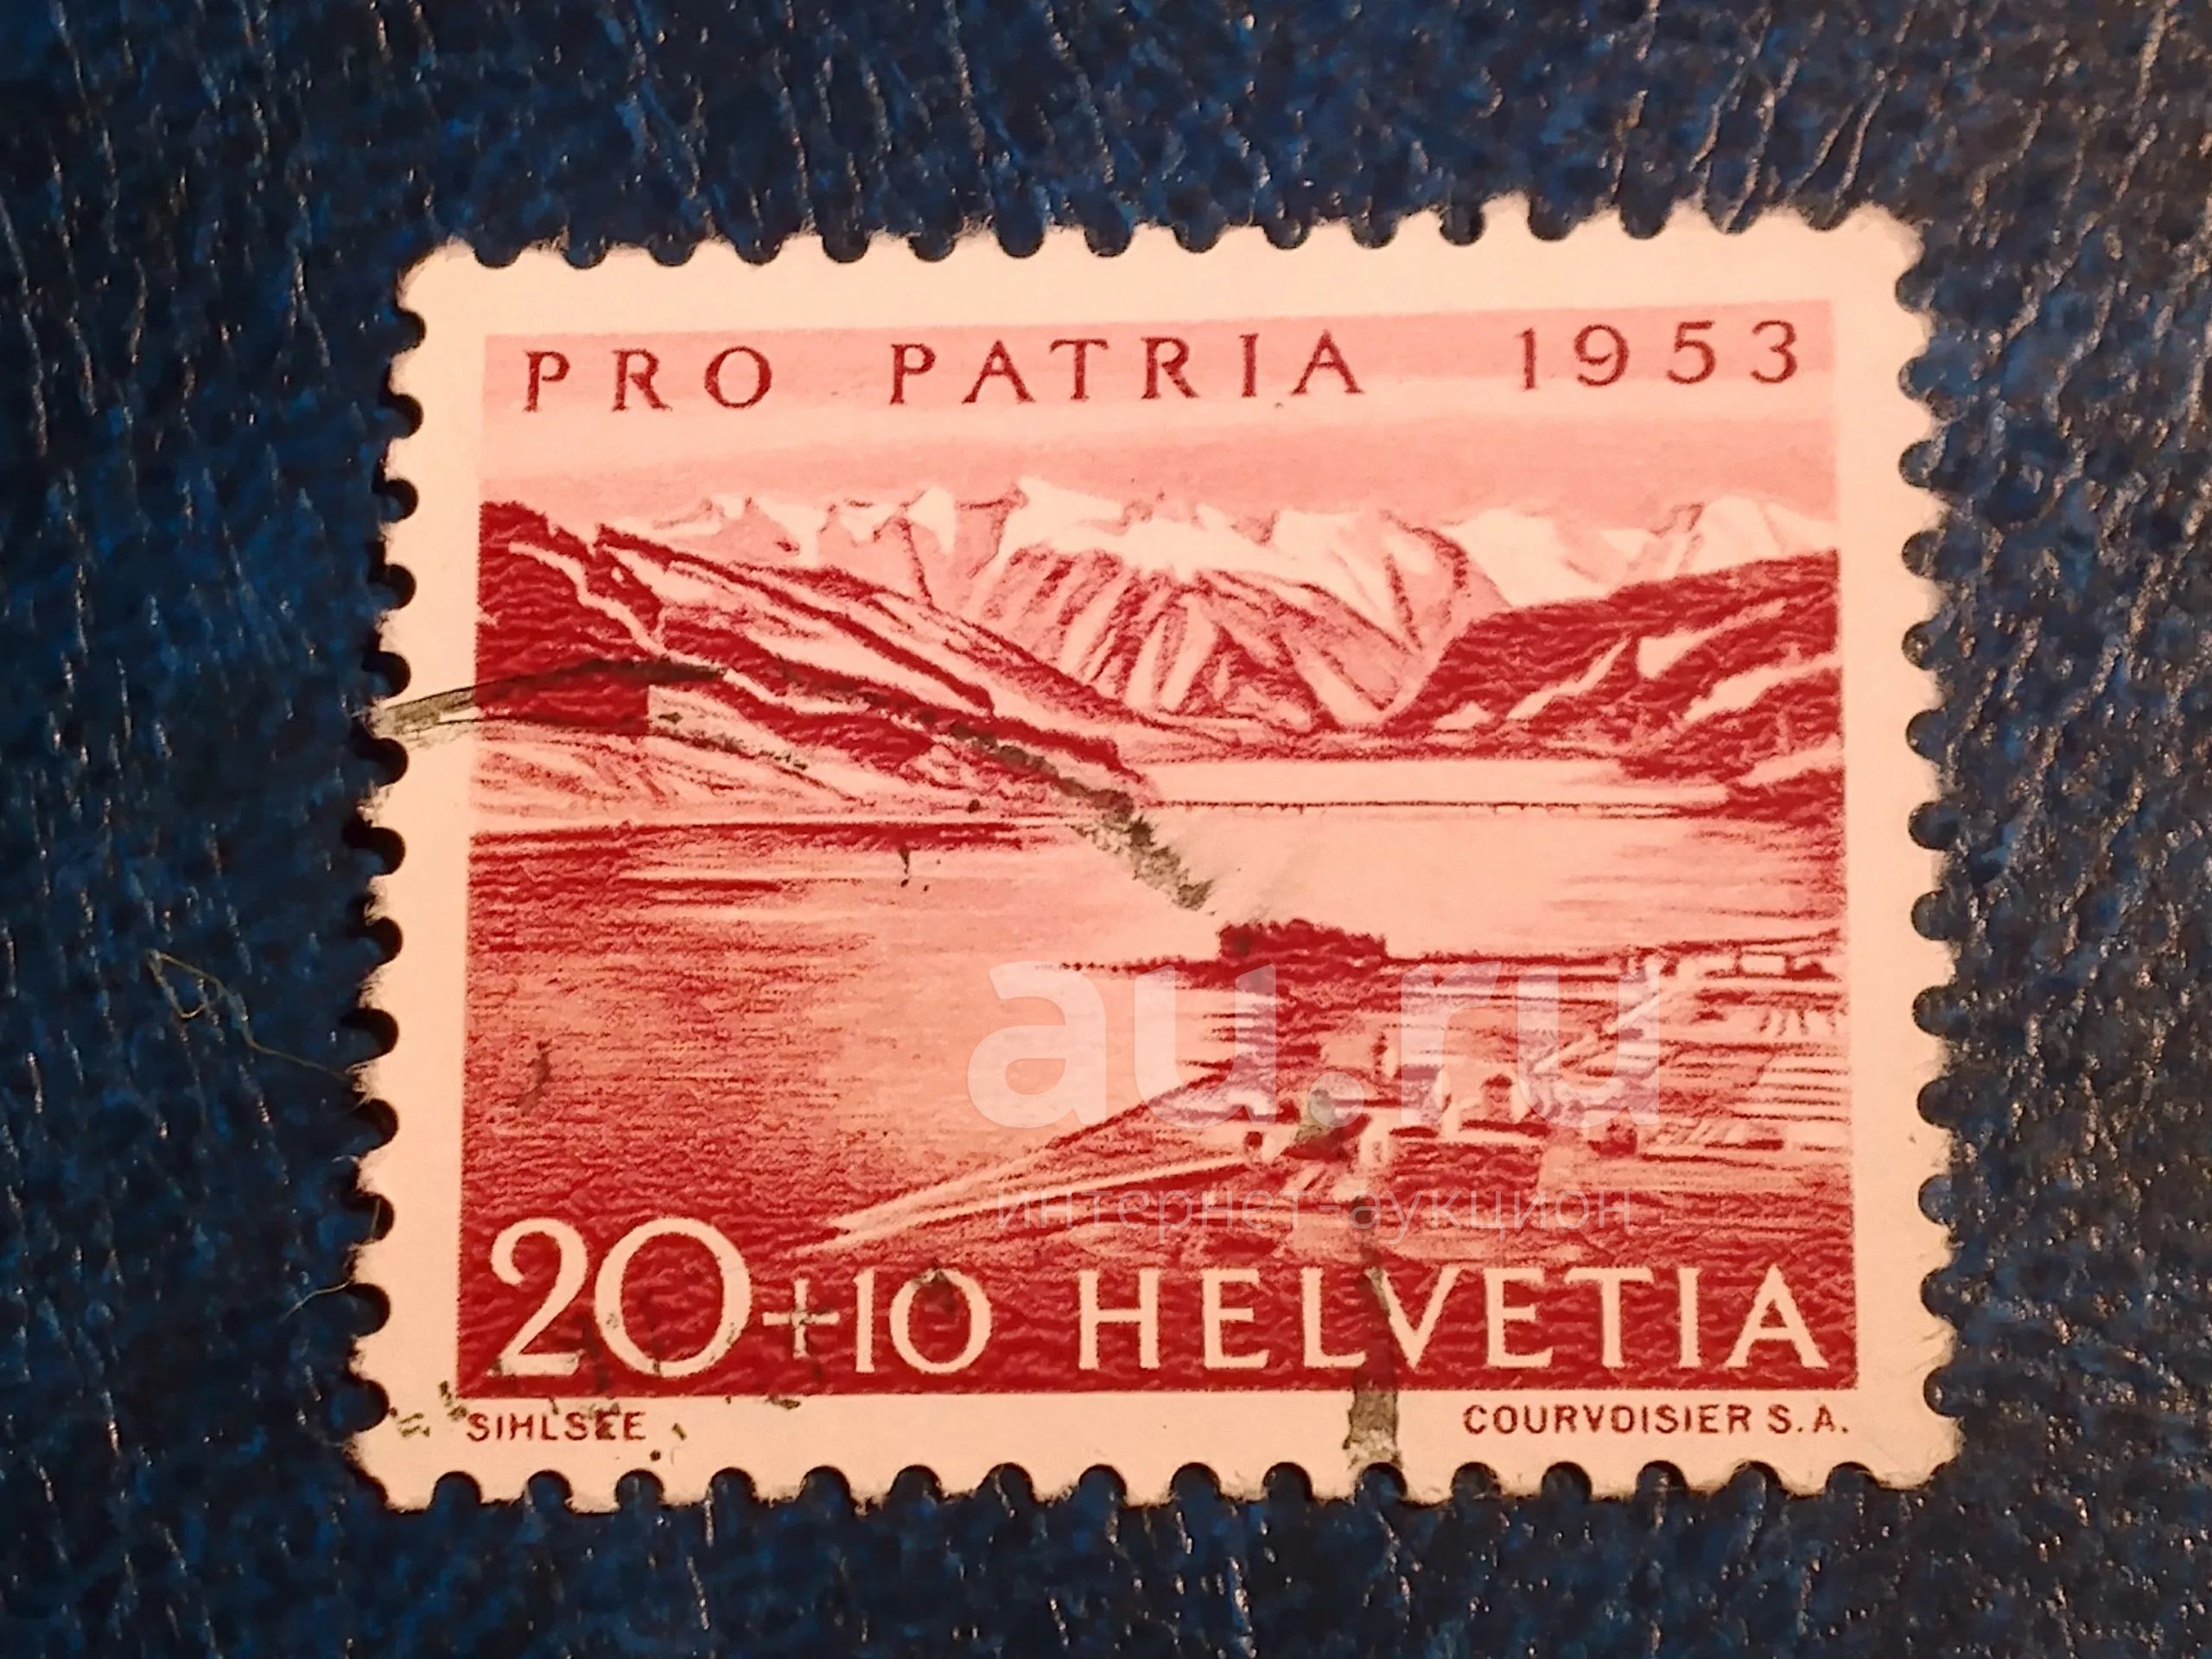 PRO PATRIA 1953
au.ru
интернет-аукцион
20+10 HELVETIA
SIHLSEE COURVOISIER S.A.